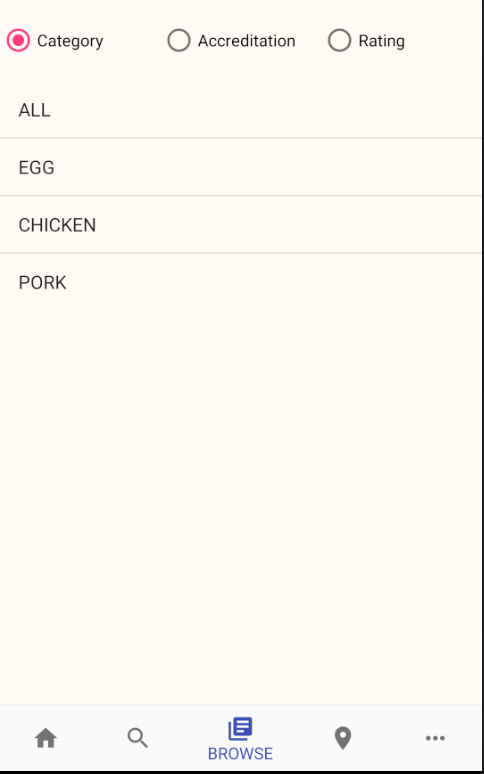 Category Accreditation Rating
ALL
EGG
CHICKEN
PORK
BROWSE